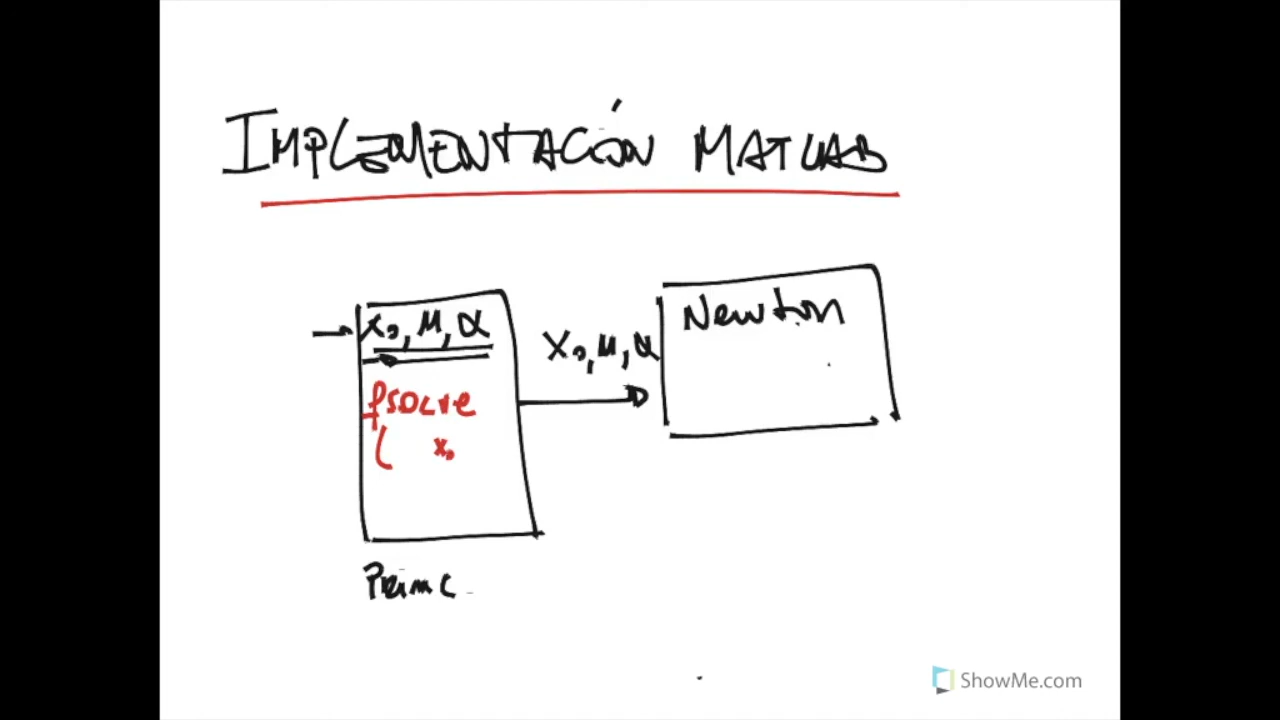 IMPLEMENTACIÓN MATLAB
x₀, μ, α
fsolve
( x₀
x₀, μ, α
Newton
ShowMe.com